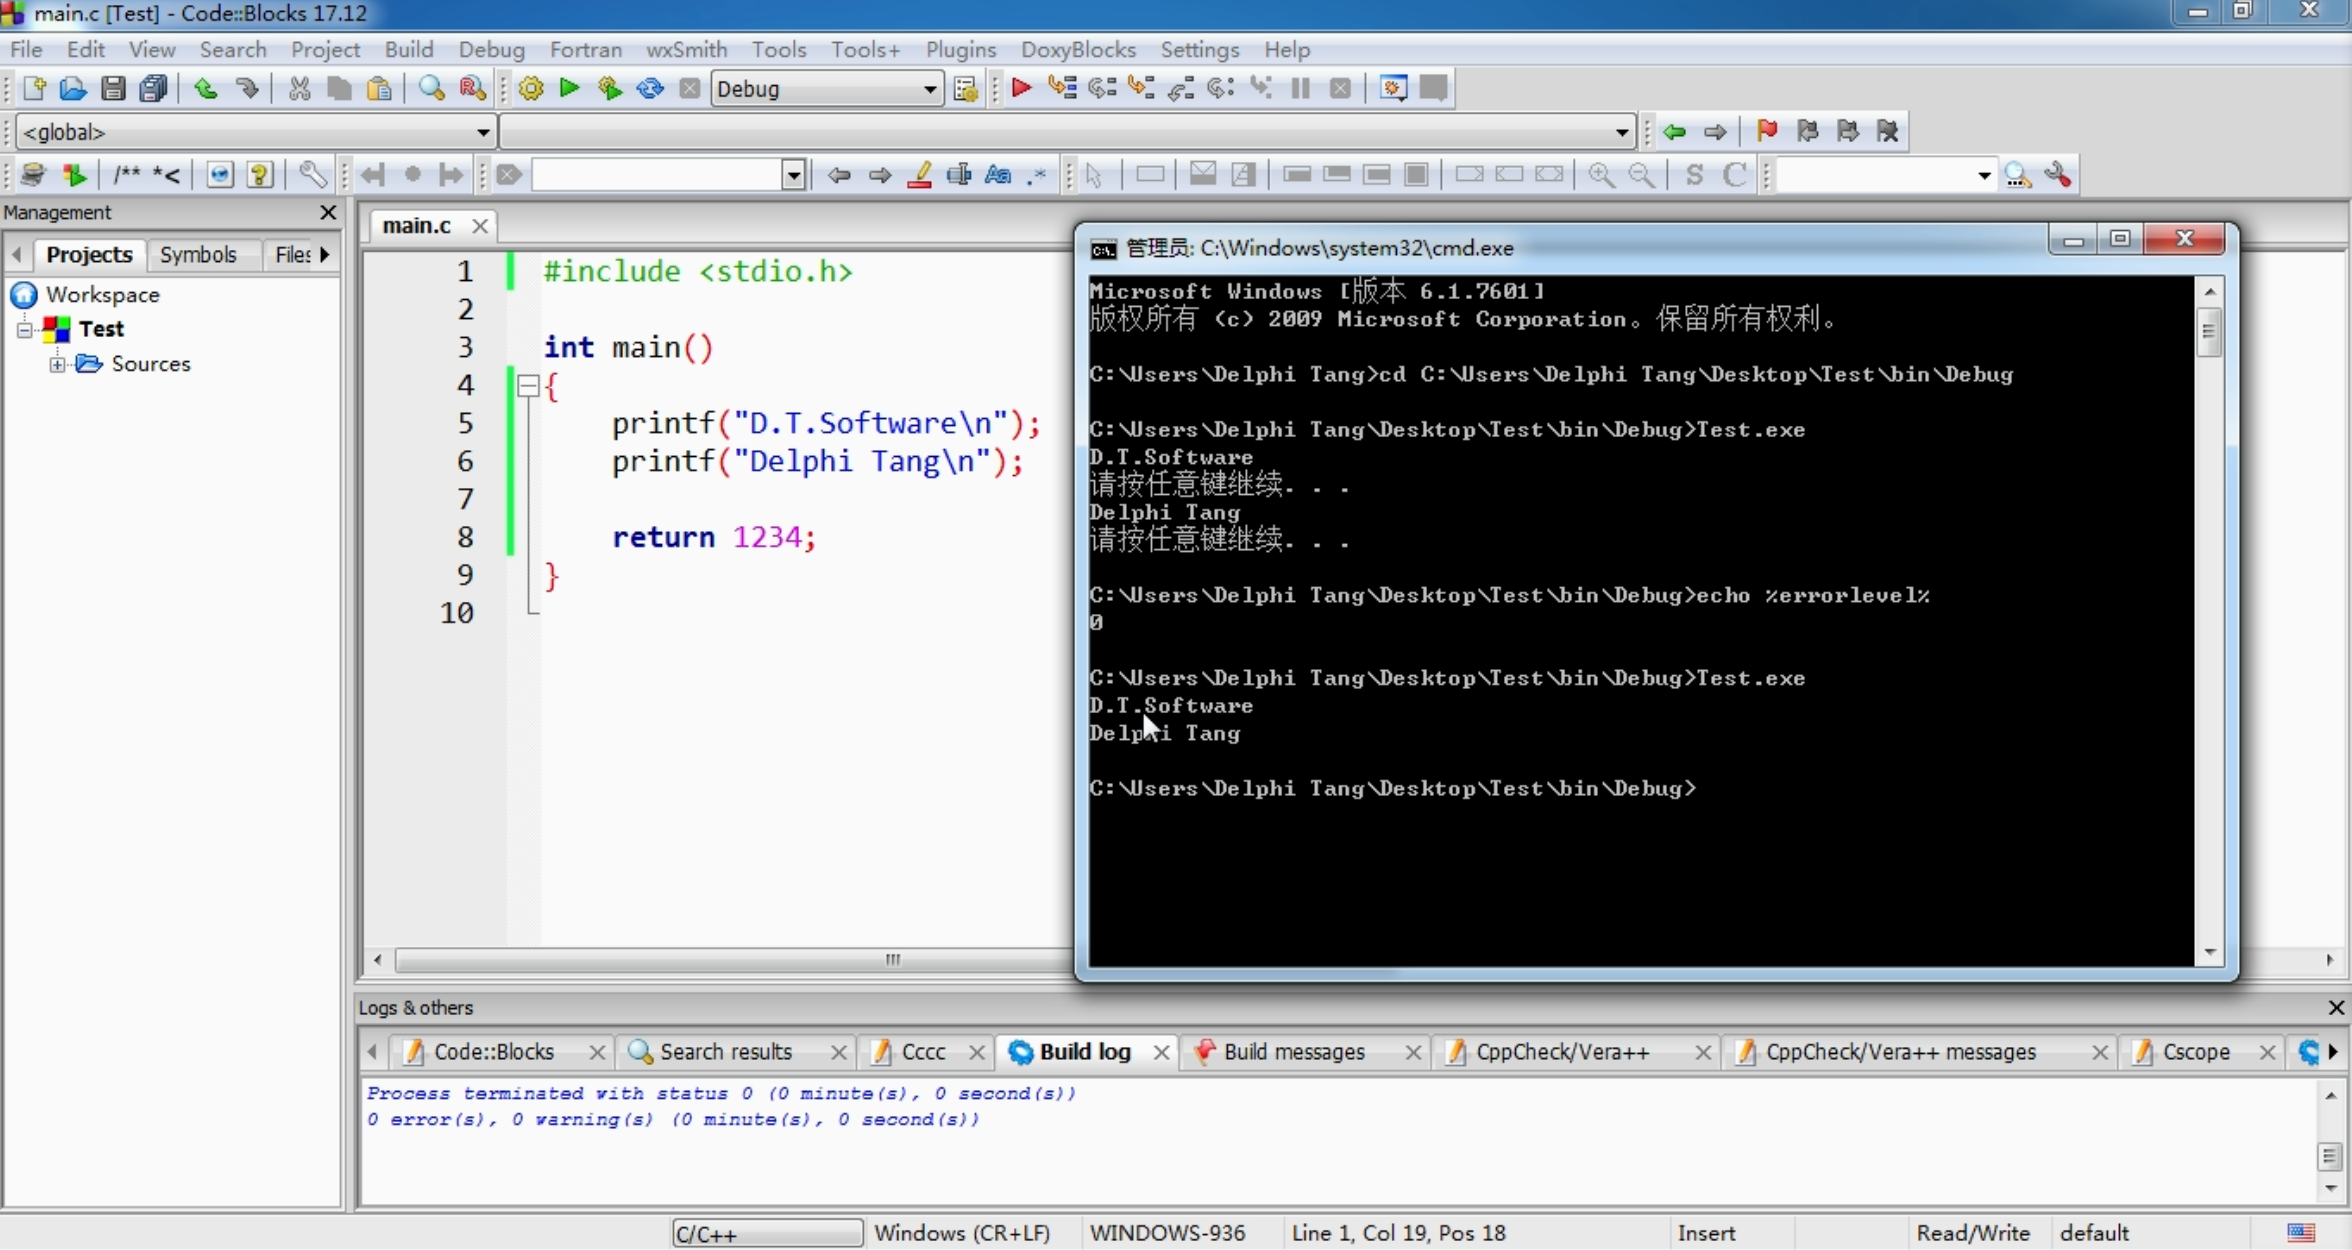 main.c [Test] - Code::Blocks 17.12
File Edit View Search Project Build Debug Fortran wxSmith Tools Tools+ Plugins DoxyBlocks Settings Help
Debug
<global>
/** *<
S C
Management
Projects Symbols Files
Workspace
Test
Sources
main.c
1 #include <stdio.h>
2
3 int main()
4 {
5 printf("D.T.Software\n");
6 printf("Delphi Tang\n");
7
8 return 1234;
9 }
10
管理员: C:\Windows\system32\cmd.exe
Microsoft Windows [版本 6.1.7601]
版权所有 (c) 2009 Microsoft Corporation。保留所有权利。
C:\Users\Delphi Tang>cd C:\Users\Delphi Tang\Desktop\Test\bin\Debug
C:\Users\Delphi Tang\Desktop\Test\bin\Debug>Test.exe
D.T.Software
请按任意键继续. . .
Delphi Tang
请按任意键继续. . .
C:\Users\Delphi Tang\Desktop\Test\bin\Debug>echo %errorlevel%
0
C:\Users\Delphi Tang\Desktop\Test\bin\Debug>Test.exe
D.T.Software
Delphi Tang
C:\Users\Delphi Tang\Desktop\Test\bin\Debug>
Logs & others
Code::Blocks Search results Cccc Build log Build messages CppCheck/Vera++ CppCheck/Vera++ messages Cscope
Process terminated with status 0 (0 minute(s), 0 second(s))
0 error(s), 0 warning(s) (0 minute(s), 0 second(s))
C/C++ Windows (CR+LF) WINDOWS-936 Line 1, Col 19, Pos 18 Insert Read/Write default